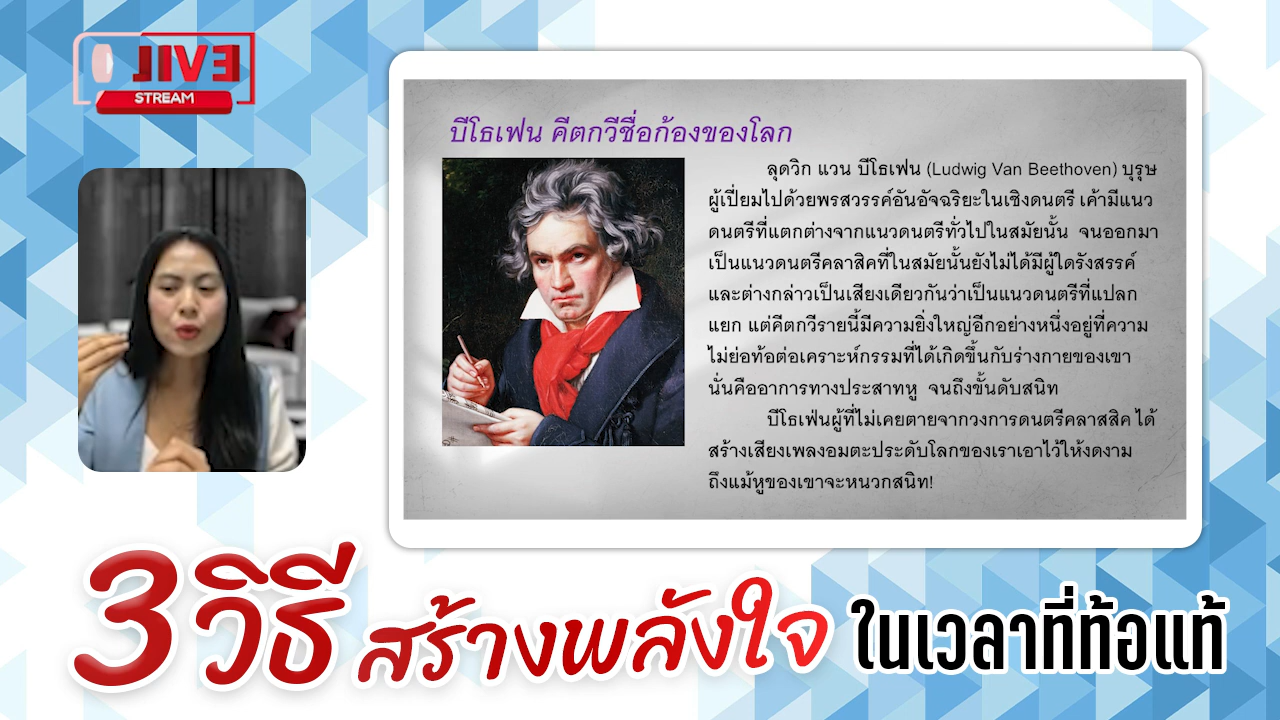 LIVE
STREAM
บีโธเฟน คีตกวีชื่อก้องของโลก
ลุดวิก แวน บีโธเฟน (Ludwig Van Beethoven) บุรุษ
ผู้เปี่ยมไปด้วยพรสวรรค์อันอัจฉริยะในเชิงดนตรี เค้ามีแนว
ดนตรีที่แตกต่างจากแนวดนตรีทั่วไปในสมัยนั้น จนออกมา
เป็นแนวดนตรีคลาสิคที่ในสมัยนั้นยังไม่ได้มีผู้ใดรังสรรค์
และต่างกล่าวเป็นเสียงเดียวกันว่าเป็นแนวดนตรีที่แปลก
แยก แต่คีตกวีรายนี้มีความยิ่งใหญ่อีกอย่างหนึ่งอยู่ที่ความ
ไม่ย่อท้อต่อเคราะห์กรรมที่ได้เกิดขึ้นกับร่างกายของเขา
นั่นคืออาการทางประสาทหู จนถึงขั้นดับสนิท
บีโธเฟนผู้ที่ไม่เคยตายจากวงการดนตรีคลาสสิค ได้
สร้างเสียงเพลงอมตะประดับโลกของเราเอาไว้ให้งดงาม
ถึงแม้หูของเขาจะหนวกสนิท!
3 วิธี สร้างพลังใจ ในเวลาที่ท้อแท้